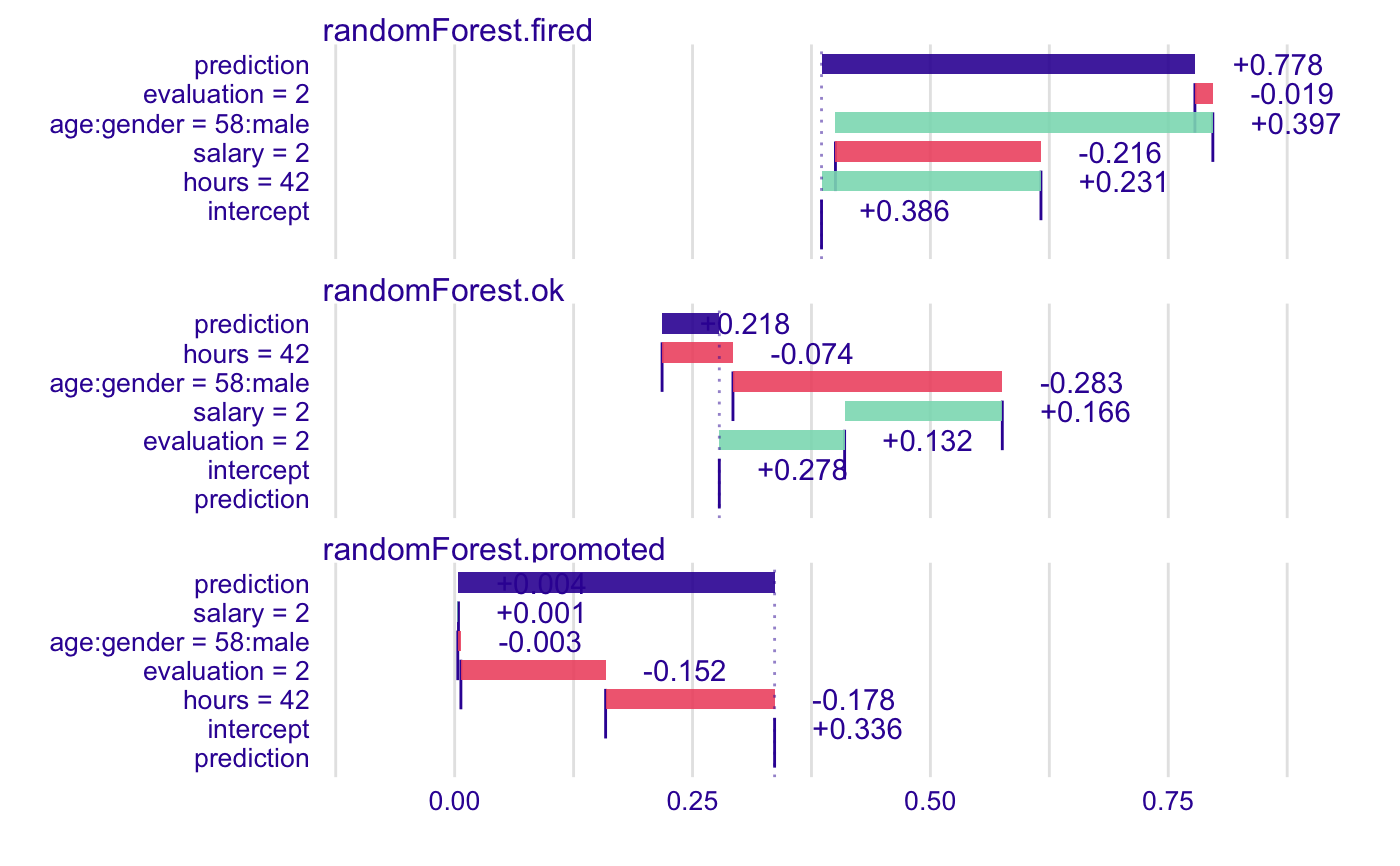 randomForest.fired
prediction +0.778
evaluation = 2 -0.019
age:gender = 58:male +0.397
salary = 2 -0.216
hours = 42 +0.231
intercept +0.386
randomForest.ok
prediction +0.218
hours = 42 -0.074
age:gender = 58:male -0.283
salary = 2 +0.166
evaluation = 2 +0.132
intercept +0.278
prediction
randomForest.promoted
prediction +0.004
salary = 2 +0.001
age:gender = 58:male -0.003
evaluation = 2 -0.152
hours = 42 -0.178
intercept +0.336
prediction
0.00 0.25 0.50 0.75